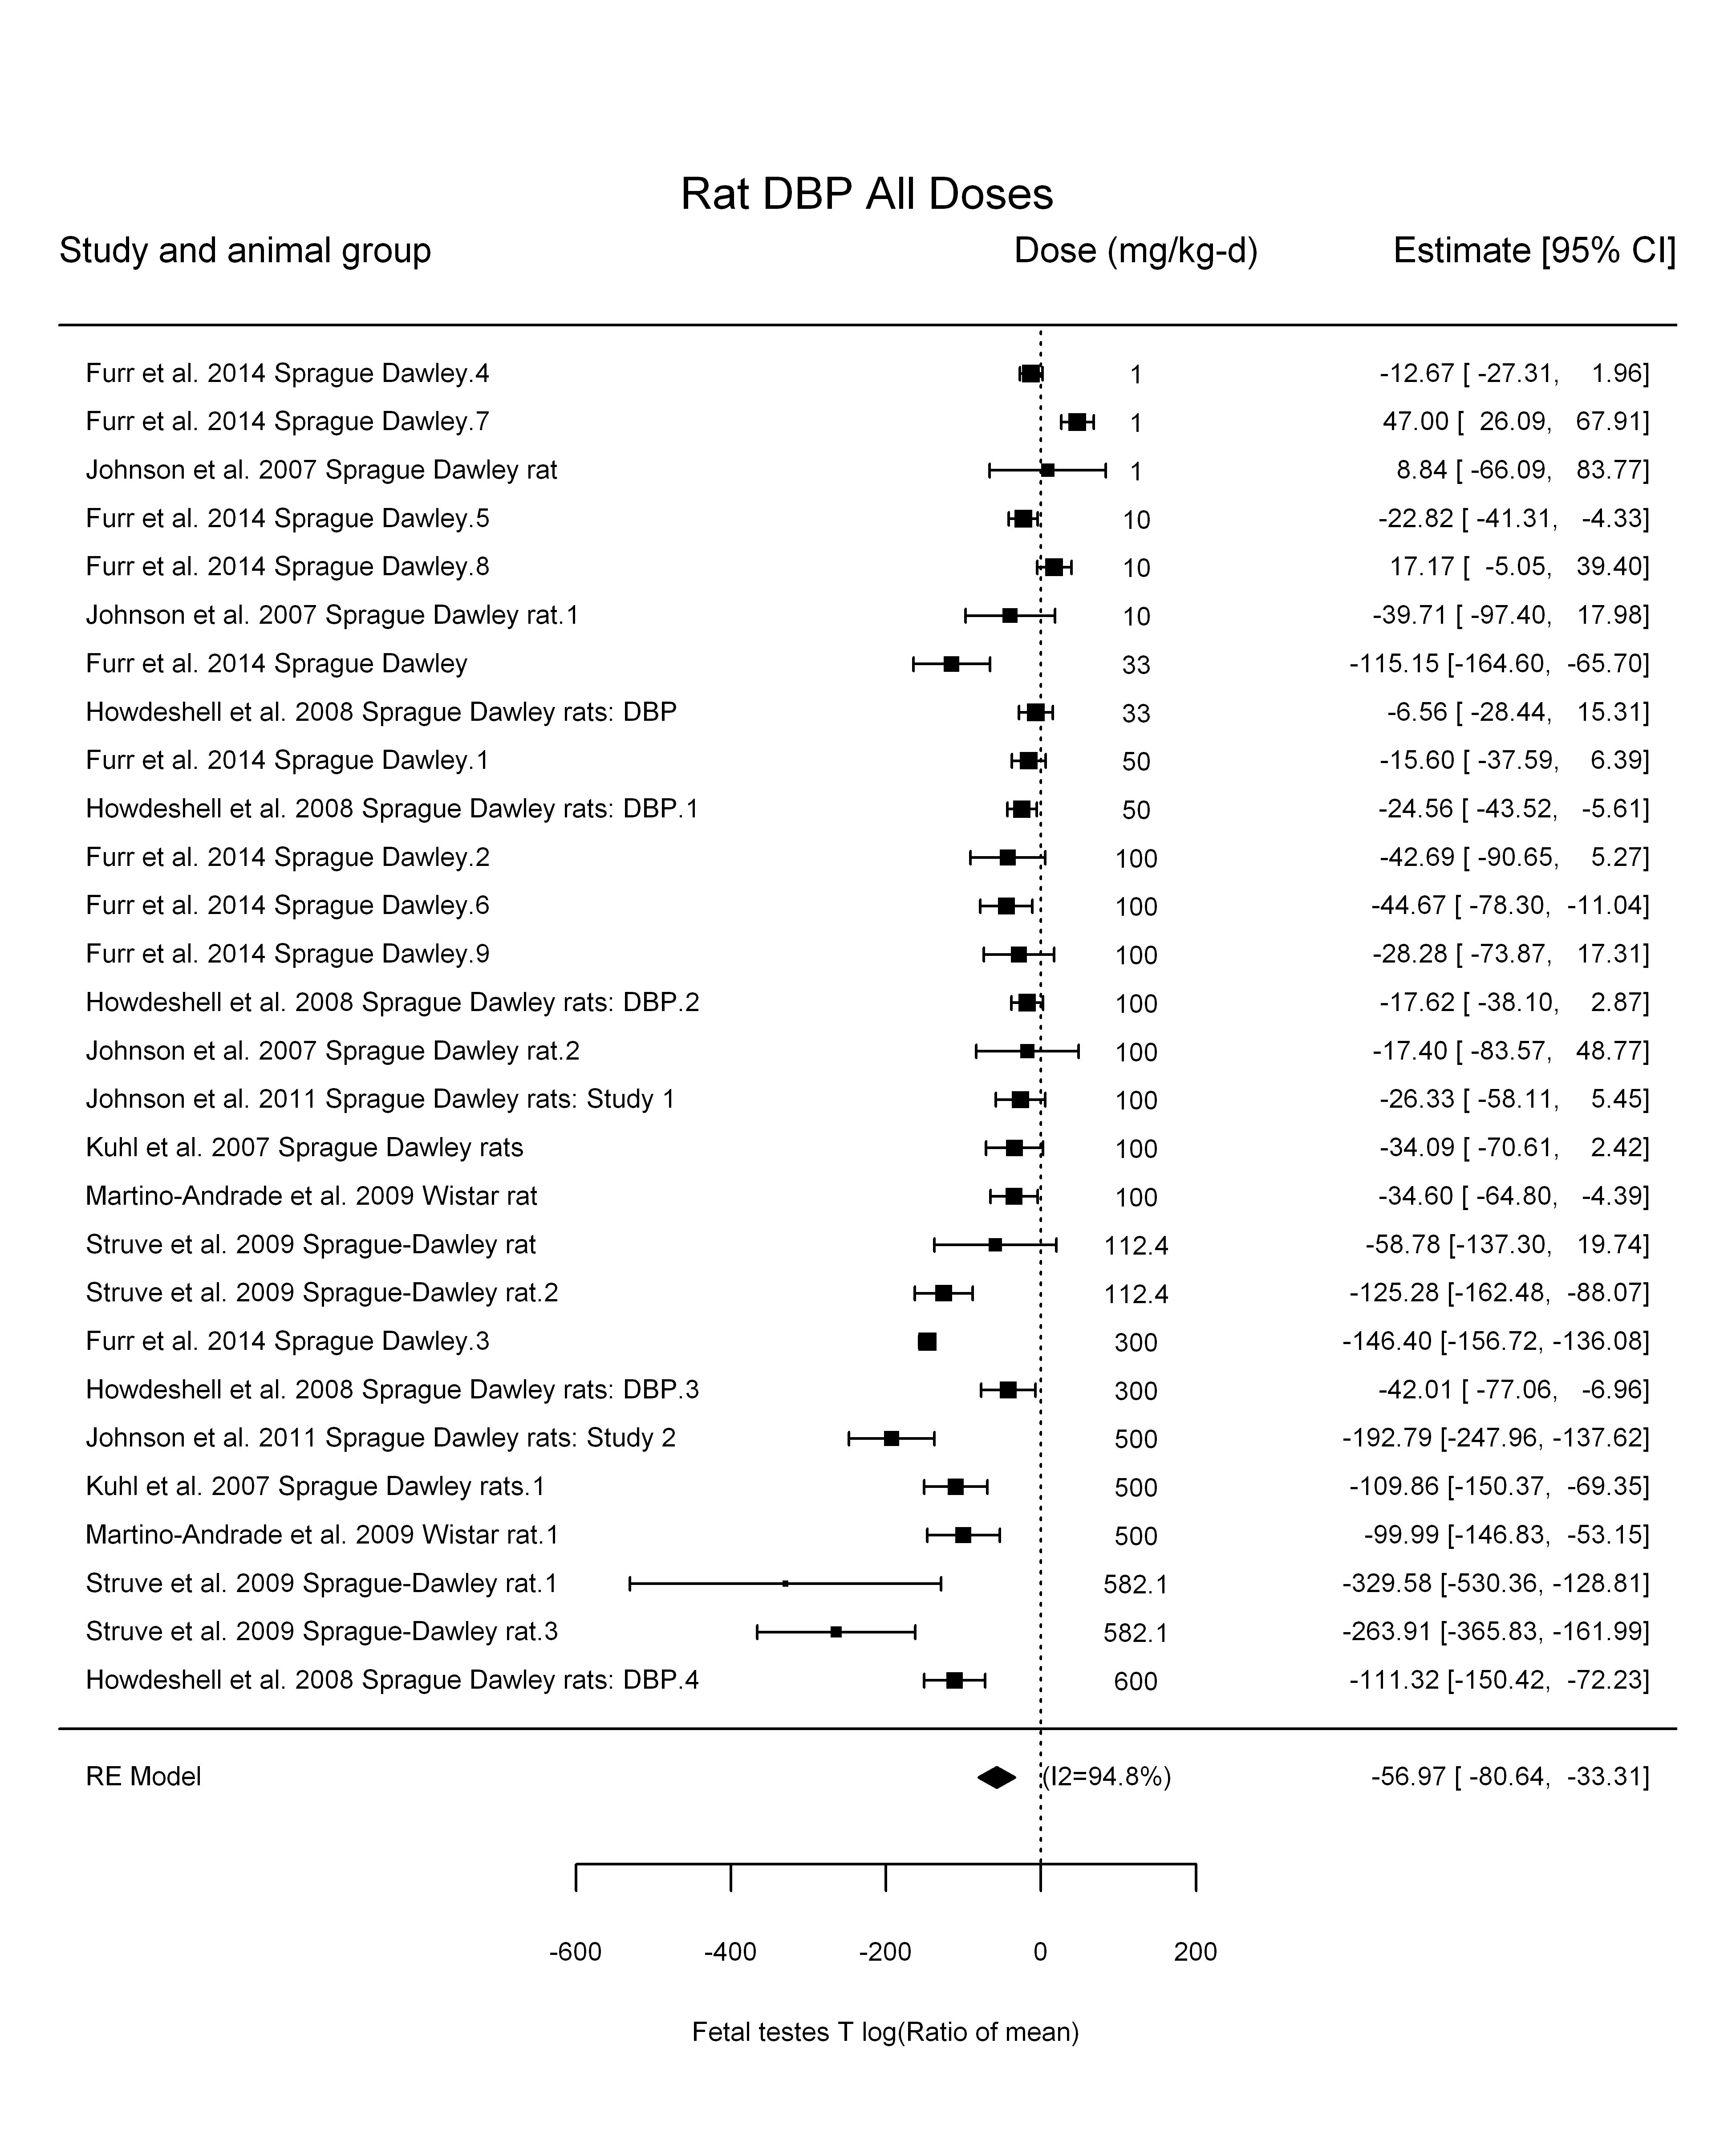 Rat DBP All Doses
Study and animal group Dose (mg/kg-d) Estimate [95% CI]
Furr et al. 2014 Sprague Dawley.4 1 -12.67 [ -27.31, 1.96]
Furr et al. 2014 Sprague Dawley.7 1 47.00 [ 26.09, 67.91]
Johnson et al. 2007 Sprague Dawley rat 1 8.84 [ -66.09, 83.77]
Furr et al. 2014 Sprague Dawley.5 10 -22.82 [ -41.31, -4.33]
Furr et al. 2014 Sprague Dawley.8 10 17.17 [ -5.05, 39.40]
Johnson et al. 2007 Sprague Dawley rat.1 10 -39.71 [ -97.40, 17.98]
Furr et al. 2014 Sprague Dawley 33 -115.15 [-164.60, -65.70]
Howdeshell et al. 2008 Sprague Dawley rats: DBP 33 -6.56 [ -28.44, 15.31]
Furr et al. 2014 Sprague Dawley.1 50 -15.60 [ -37.59, 6.39]
Howdeshell et al. 2008 Sprague Dawley rats: DBP.1 50 -24.56 [ -43.52, -5.61]
Furr et al. 2014 Sprague Dawley.2 100 -42.69 [ -90.65, 5.27]
Furr et al. 2014 Sprague Dawley.6 100 -44.67 [ -78.30, -11.04]
Furr et al. 2014 Sprague Dawley.9 100 -28.28 [ -73.87, 17.31]
Howdeshell et al. 2008 Sprague Dawley rats: DBP.2 100 -17.62 [ -38.10, 2.87]
Johnson et al. 2007 Sprague Dawley rat.2 100 -17.40 [ -83.57, 48.77]
Johnson et al. 2011 Sprague Dawley rats: Study 1 100 -26.33 [ -58.11, 5.45]
Kuhl et al. 2007 Sprague Dawley rats 100 -34.09 [ -70.61, 2.42]
Martino-Andrade et al. 2009 Wistar rat 100 -34.60 [ -64.80, -4.39]
Struve et al. 2009 Sprague-Dawley rat 112.4 -58.78 [-137.30, 19.74]
Struve et al. 2009 Sprague-Dawley rat.2 112.4 -125.28 [-162.48, -88.07]
Furr et al. 2014 Sprague Dawley.3 300 -146.40 [-156.72, -136.08]
Howdeshell et al. 2008 Sprague Dawley rats: DBP.3 300 -42.01 [ -77.06, -6.96]
Johnson et al. 2011 Sprague Dawley rats: Study 2 500 -192.79 [-247.96, -137.62]
Kuhl et al. 2007 Sprague Dawley rats.1 500 -109.86 [-150.37, -69.35]
Martino-Andrade et al. 2009 Wistar rat.1 500 -99.99 [-146.83, -53.15]
Struve et al. 2009 Sprague-Dawley rat.1 582.1 -329.58 [-530.36, -128.81]
Struve et al. 2009 Sprague-Dawley rat.3 582.1 -263.91 [-365.83, -161.99]
Howdeshell et al. 2008 Sprague Dawley rats: DBP.4 600 -111.32 [-150.42, -72.23]
RE Model (I2=94.8%) -56.97 [ -80.64, -33.31]
-600 -400 -200 0 200
Fetal testes T log(Ratio of mean)